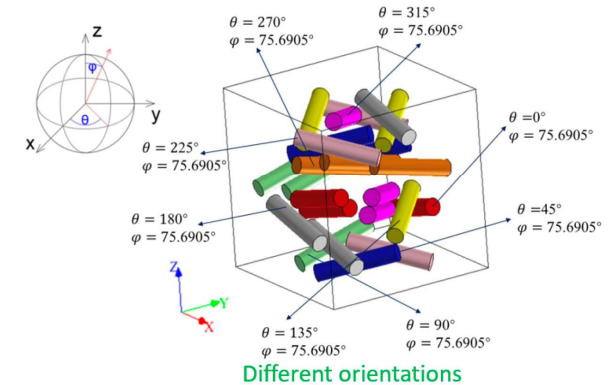 θ = 270°
φ = 75.6905°
θ = 315°
φ = 75.6905°
z
φ
θ
y
x
θ =0°
φ = 75.6905°
θ = 225°
φ = 75.6905°
θ = 180°
φ = 75.6905°
θ =45°
φ = 75.6905°
Z
Y
X
θ = 135°
φ = 75.6905°
θ = 90°
φ = 75.6905°
Different orientations